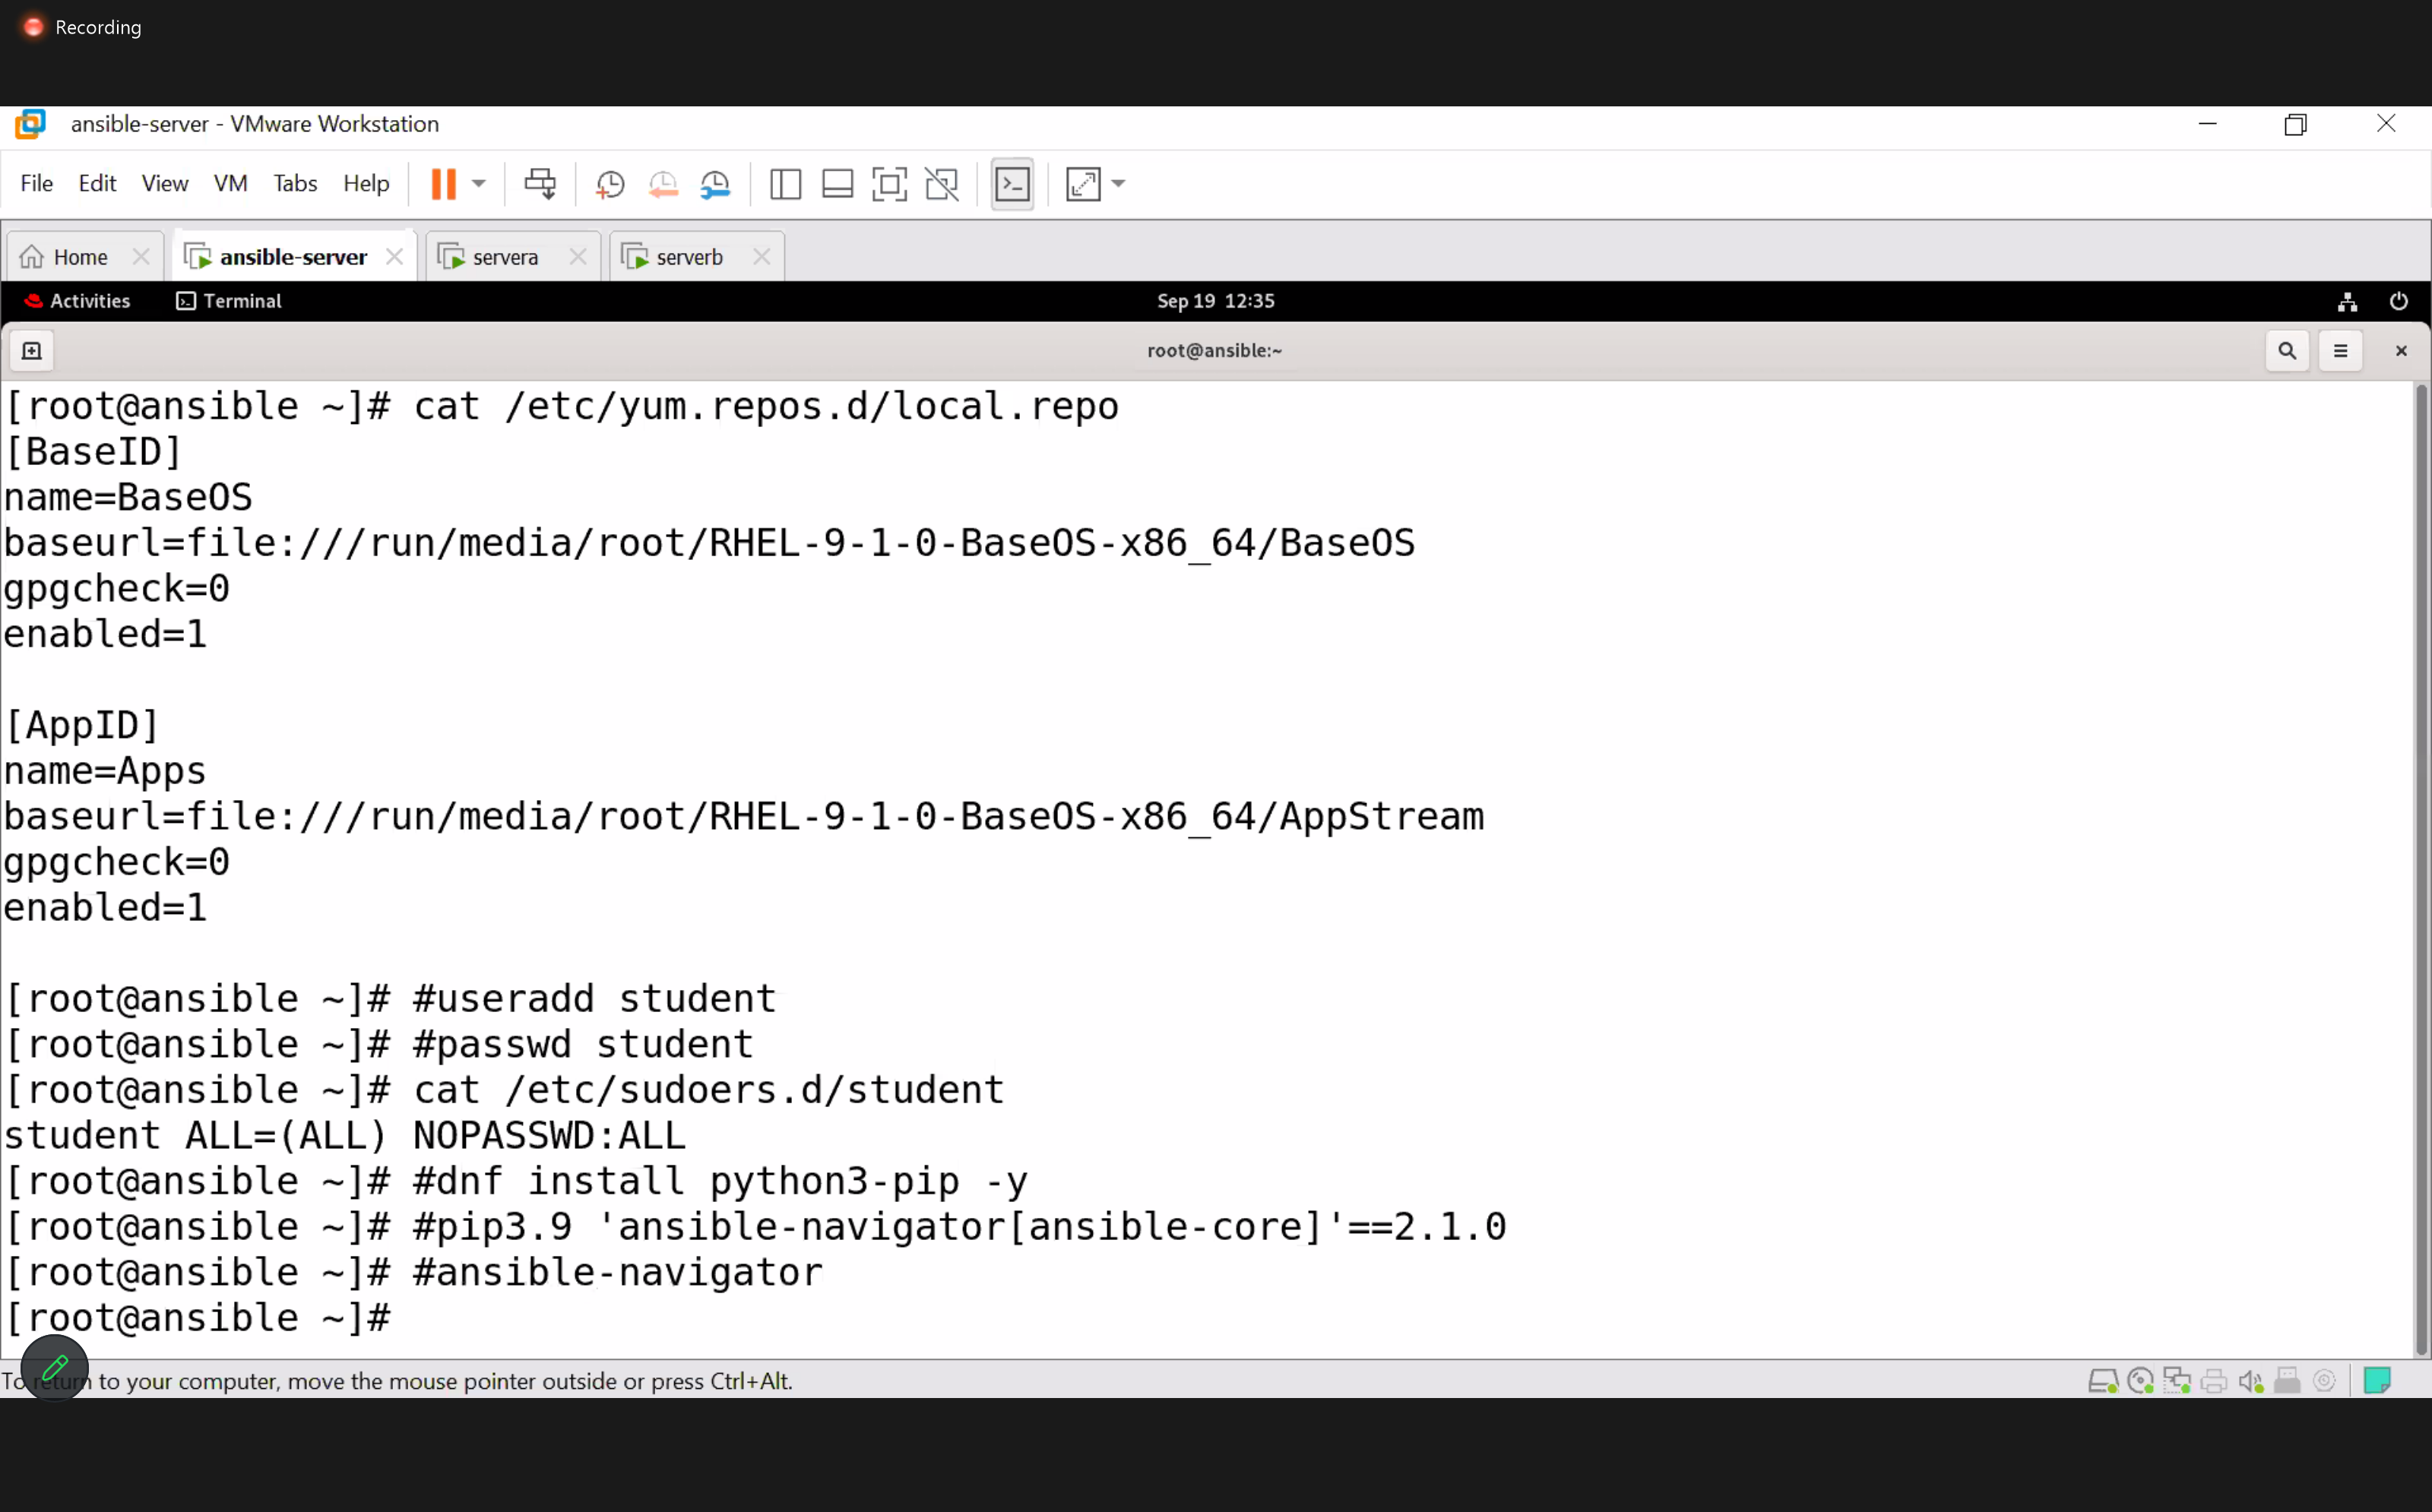 Recording
ansible-server - VMware Workstation
File Edit View VM Tabs Help
Home ansible-server servera serverb
Activities Terminal Sep 19 12:35
root@ansible:~
[root@ansible ~]# cat /etc/yum.repos.d/local.repo
[BaseID]
name=BaseOS
baseurl=file:///run/media/root/RHEL-9-1-0-BaseOS-x86_64/BaseOS
gpgcheck=0
enabled=1
[AppID]
name=Apps
baseurl=file:///run/media/root/RHEL-9-1-0-BaseOS-x86_64/AppStream
gpgcheck=0
enabled=1
[root@ansible ~]# #useradd student
[root@ansible ~]# #passwd student
[root@ansible ~]# cat /etc/sudoers.d/student
student ALL=(ALL) NOPASSWD:ALL
[root@ansible ~]# #dnf install python3-pip -y
[root@ansible ~]# #pip3.9 'ansible-navigator[ansible-core]'==2.1.0
[root@ansible ~]# #ansible-navigator
[root@ansible ~]#
To return to your computer, move the mouse pointer outside or press Ctrl+Alt.